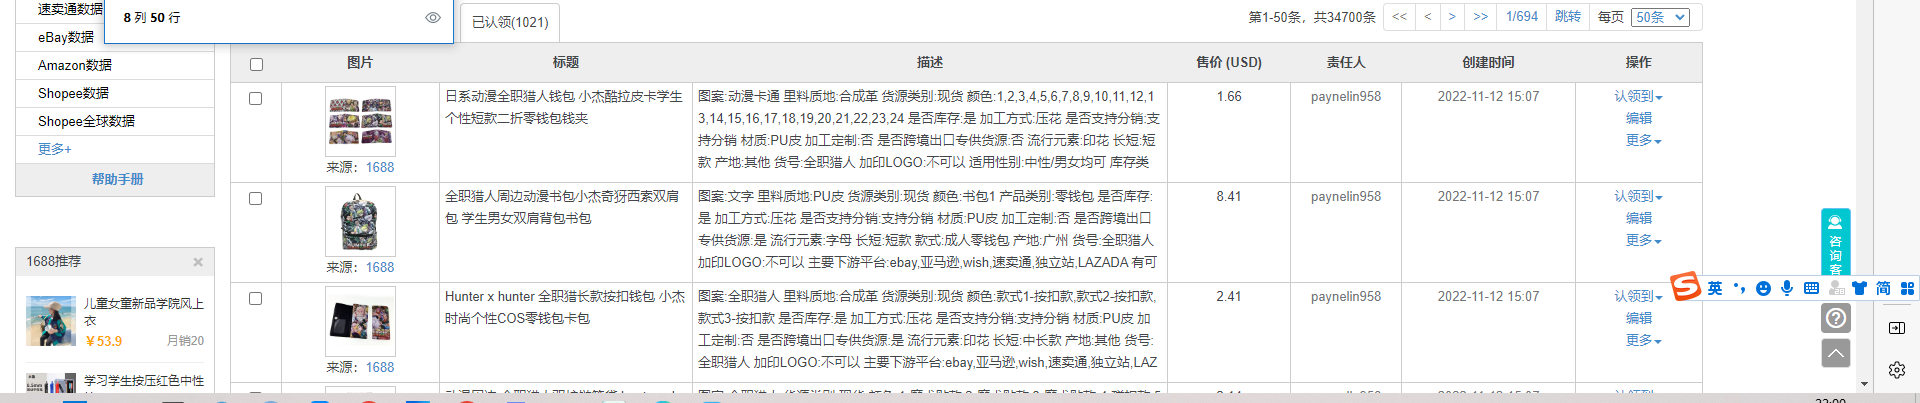 速卖通数据
eBay数据
Amazon数据
Shopee数据
Shopee全球数据
更多+
帮助手册
8 列 50 行
已认领(1021)
第1-50条，共34700条 << < > >> 1/694 跳转 每页 50条
图片 标题 描述 售价 (USD) 责任人 创建时间 操作
来源：1688
日系动漫全职猎人钱包 小杰酷拉皮卡学生
个性短款二折零钱包钱夹
图案:动漫卡通 里料质地:合成革 货源类别:现货 颜色:1,2,3,4,5,6,7,8,9,10,11,12,1
3,14,15,16,17,18,19,20,21,22,23,24 是否库存:是 加工方式:压花 是否支持分销:支
持分销 材质:PU皮 加工定制:否 是否跨境出口专供货源:否 流行元素:印花 长短:短
款 产地:其他 货号:全职猎人 加印LOGO:不可以 适用性别:中性/男女均可 库存类
1.66
paynelin958
2022-11-12 15:07
认领到
编辑
更多
来源：1688
全职猎人周边动漫书包小杰奇犽西索双肩
包 学生男女双肩背包书包
图案:文字 里料质地:PU皮 货源类别:现货 颜色:书包1 产品类别:零钱包 是否库存:
是 加工方式:压花 是否支持分销:支持分销 材质:PU皮 加工定制:否 是否跨境出口
专供货源:是 流行元素:字母 长短:短款 款式:成人零钱包 产地:广州 货号:全职猎人
加印LOGO:不可以 主要下游平台:ebay,亚马逊,wish,速卖通,独立站,LAZADA 有可
8.41
paynelin958
2022-11-12 15:07
认领到
编辑
更多
来源：1688
Hunter x hunter 全职猎长款按扣钱包 小杰
时尚个性COS零钱包卡包
图案:全职猎人 里料质地:合成革 货源类别:现货 颜色:款式1-按扣款,款式2-按扣款,
款式3-按扣款 是否库存:是 加工方式:压花 是否支持分销:支持分销 材质:PU皮 加
工定制:否 是否跨境出口专供货源:是 流行元素:印花 长短:中长款 产地:其他 货号:
全职猎人 加印LOGO:不可以 主要下游平台:ebay,亚马逊,wish,速卖通,独立站,LAZ
2.41
paynelin958
2022-11-12 15:07
认领到
编辑
更多
1688推荐
儿童女童新品学院风上
衣
¥53.9 月销20
学习学生按压红色中性
咨
询
客
英 简